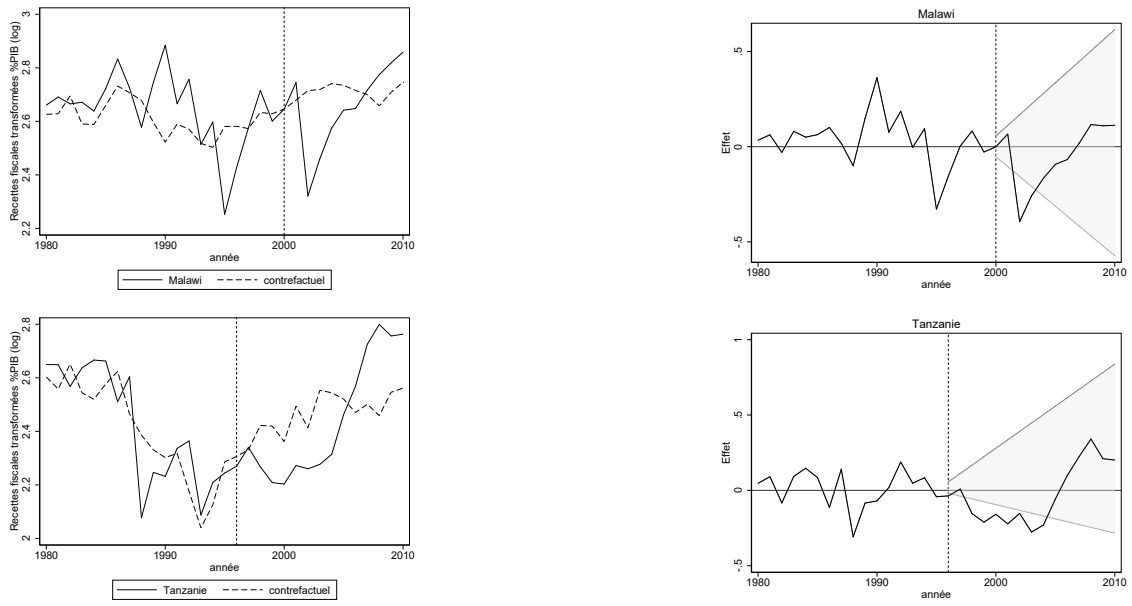 Recettes fiscales transformées %PIB (log)
3
2.8
2.6
2.4
2.2
1980 1990 2000 2010
année
Malawi contrefactuel
Malawi
Effet
.5
0
-.5
1980 1990 2000 2010
année
Recettes fiscales transformées %PIB (log)
2.8
2.6
2.4
2.2
2
1980 1990 2000 2010
année
Tanzanie contrefactuel
Tanzanie
Effet
1
.5
0
-.5
1980 1990 2000 2010
année